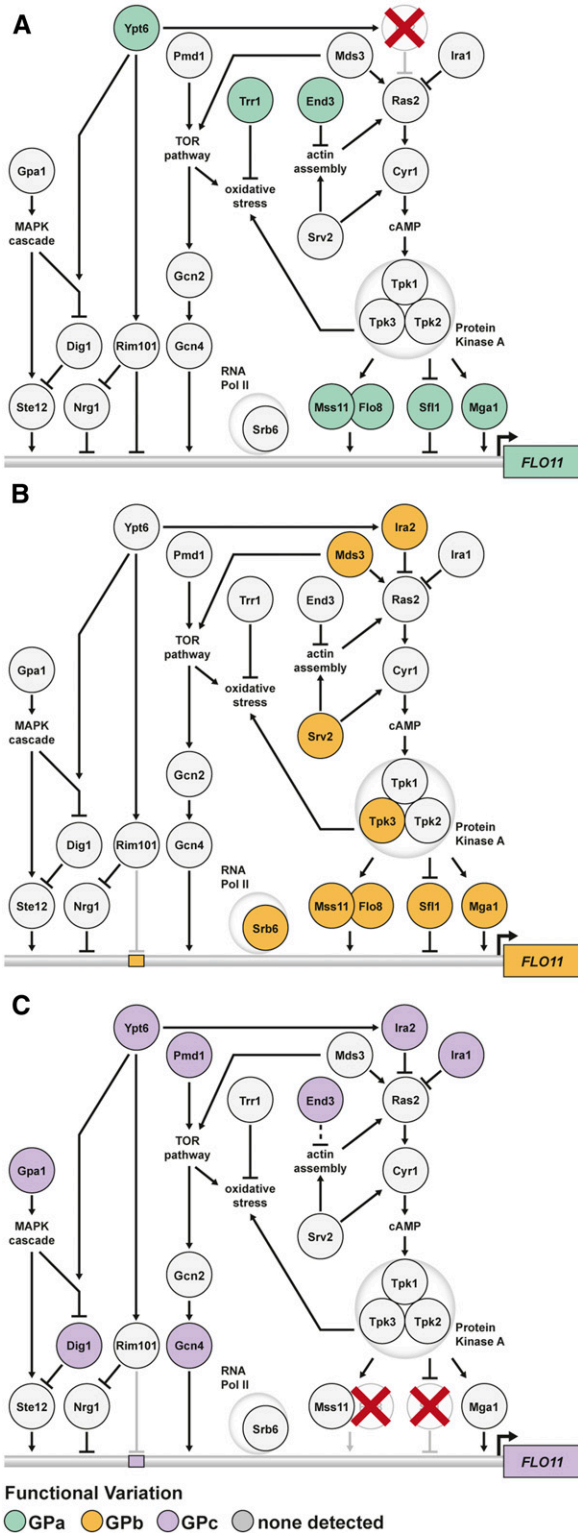 A
Ypt6
Pmd1
Mds3
Ira1
Trr1
End3
Ras2
TOR
pathway
actin
assembly
Gpa1
oxidative
stress
Cyr1
MAPK
cascade
Srv2
cAMP
Gcn2
Tpk1
Tpk3
Tpk2
Protein
Kinase A
Dig1
Rim101
Gcn4
RNA
Pol II
Ste12
Nrg1
Srb6
Mss11
Flo8
Sfl1
Mga1
FLO11
B
Ypt6
Ira2
Pmd1
Mds3
Ira1
Trr1
End3
Ras2
TOR
pathway
actin
assembly
Gpa1
oxidative
stress
Cyr1
MAPK
cascade
Srv2
cAMP
Gcn2
Tpk1
Tpk3
Tpk2
Protein
Kinase A
Dig1
Rim101
Gcn4
RNA
Pol II
Ste12
Nrg1
Srb6
Mss11
Flo8
Sfl1
Mga1
FLO11
C
Ypt6
Ira2
Pmd1
Mds3
Ira1
Trr1
End3
Ras2
TOR
pathway
actin
assembly
Gpa1
oxidative
stress
Cyr1
MAPK
cascade
Srv2
cAMP
Gcn2
Tpk1
Tpk3
Tpk2
Protein
Kinase A
Dig1
Rim101
Gcn4
RNA
Pol II
Ste12
Nrg1
Srb6
Mss11
Mga1
FLO11
Functional Variation
GPa GPb GPc none detected